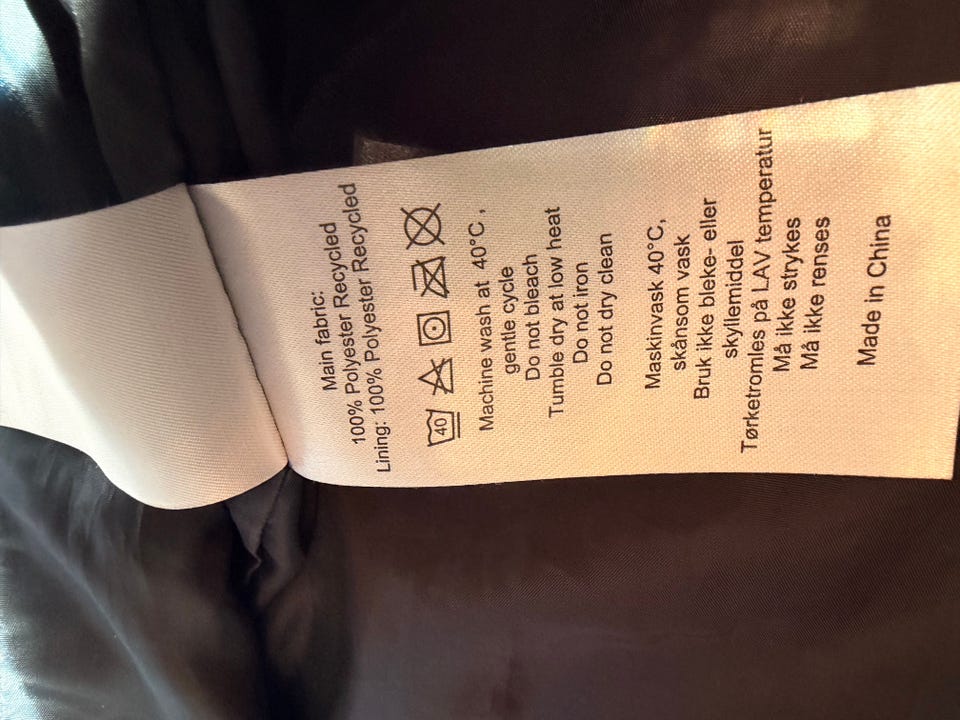 Main fabric:
100% Polyester Recycled
Lining: 100% Polyester Recycled
40
Machine wash at 40°C ,
gentle cycle
Do not bleach
Tumble dry at low heat
Do not iron
Do not dry clean
Maskinvask 40°C,
skånsom vask
Bruk ikke bleke- eller
skyllemiddel
Tørketromles på LAV temperatur
Må ikke strykes
Må ikke renses
Made in China